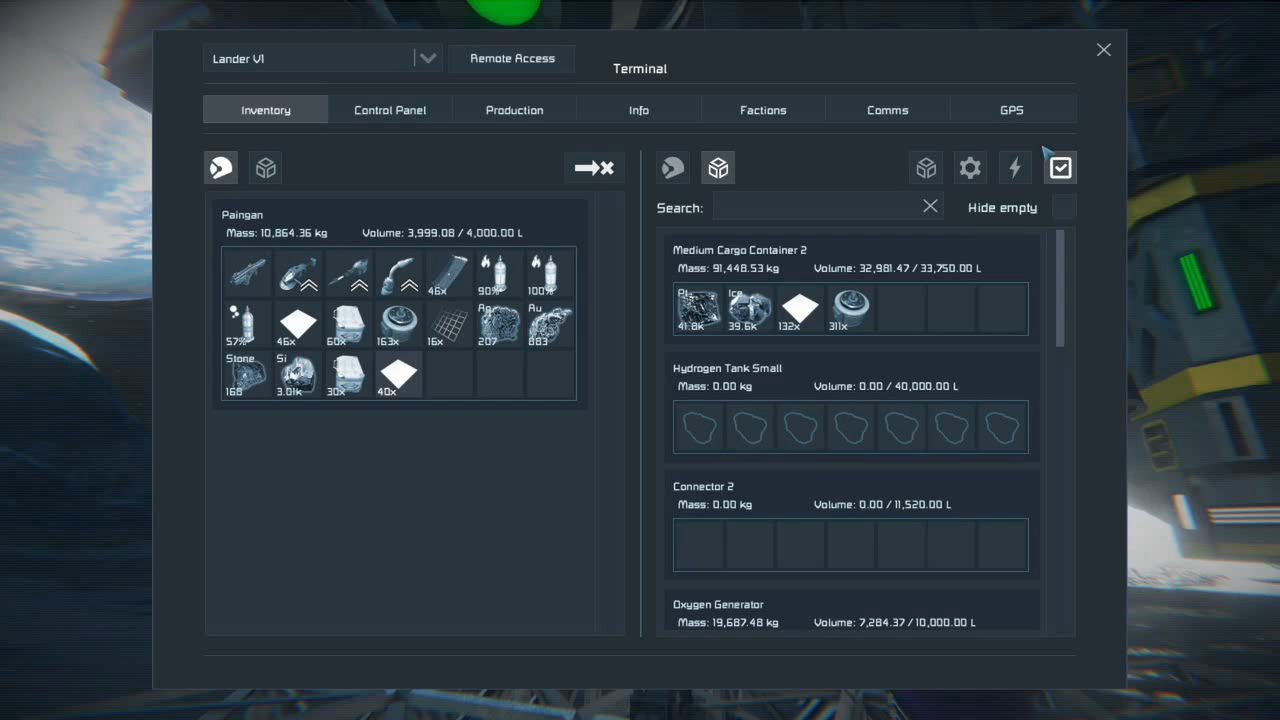 Lander V1
Remote Access
Terminal
Inventory
Control Panel
Production
Info
Factions
Comms
GPS
Search:
Hide empty
Paingan
Mass: 10,864.36 kg Volume: 3,999.08 / 4,000.00 L
46x
90%
100%
57%
46x
60x
163x
16x
Ag
207
Au
883
Stone
168
Si
3.01k
30x
40x
Medium Cargo Container 2
Mass: 91,448.53 kg Volume: 32,981.47 / 33,750.00 L
Pt
41.8k
Ice
39.6k
132x
311x
Hydrogen Tank Small
Mass: 0.00 kg Volume: 0.00 / 40,000.00 L
Connector 2
Mass: 0.00 kg Volume: 0.00 / 11,520.00 L
Oxygen Generator
Mass: 19,687.48 kg Volume: 7,284.37 / 10,000.00 L